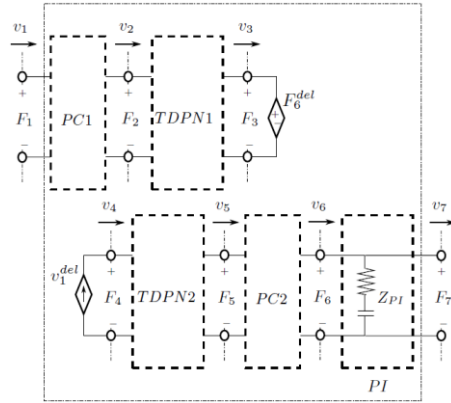 v₁ v₂ v₃
+ + +
F₁ PC1 F₂ TDPN1 F₃ + − F₆ᵈᵉˡ
− − −
v₄ v₅ v₆ v₇
+ + + +
v₁ᵈᵉˡ F₄ TDPN2 F₅ PC2 F₆ Z_PI F₇
− − − −
PI